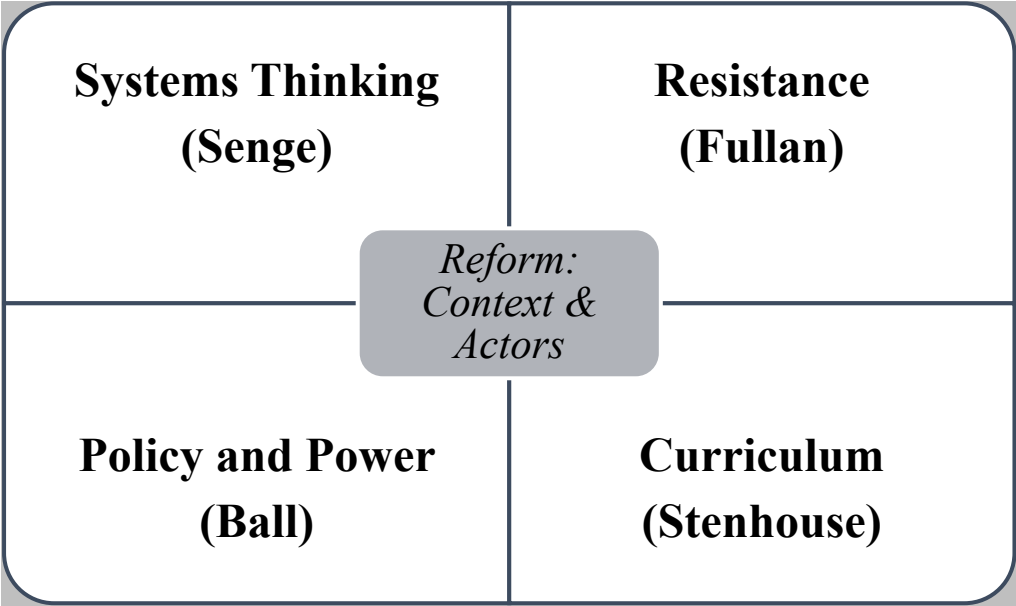 Systems Thinking
(Senge)
Resistance
(Fullan)
Reform:
Context &
Actors
Policy and Power
(Ball)
Curriculum
(Stenhouse)